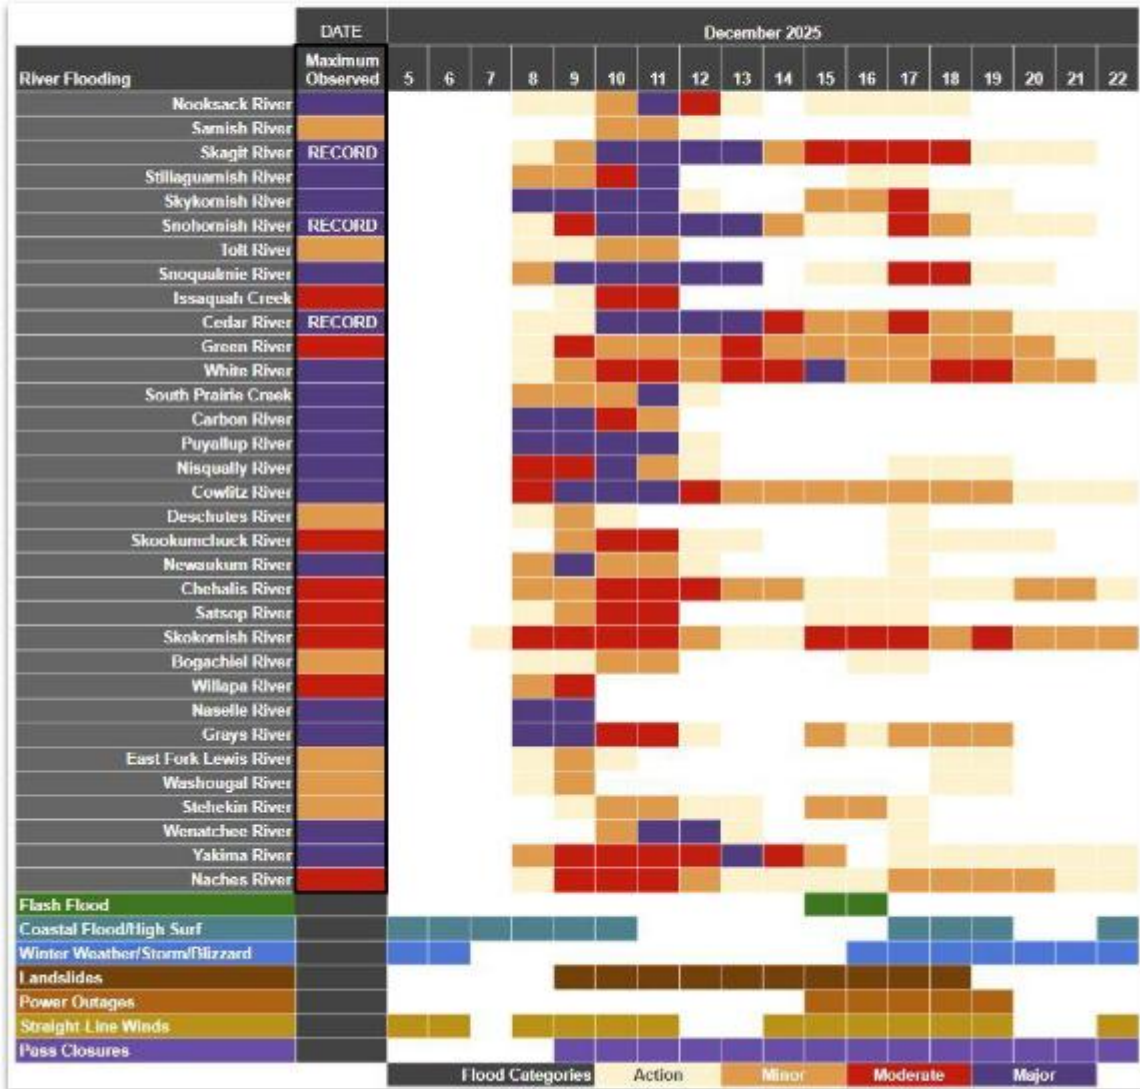 DATE
December 2025
River Flooding
Maximum
Observed
5 6 7 8 9 10 11 12 13 14 15 16 17 18 19 20 21 22
Nooksack River
Samish River
Skagit River RECORD
Stillaguamish River
Skykomish River
Snohomish River RECORD
Tolt River
Snoqualmie River
Issaquah Creek
Cedar River RECORD
Green River
White River
South Prairie Creek
Carbon River
Puyallup River
Nisqually River
Cowlitz River
Deschutes River
Skookumchuck River
Newaukum River
Chehalis River
Satsop River
Skokomish River
Bogachiel River
Willapa River
Naselle River
Grays River
East Fork Lewis River
Washougal River
Stehekin River
Wenatchee River
Yakima River
Naches River
Flash Flood
Coastal Flood/High Surf
Winter Weather/Storm/Blizzard
Landslides
Power Outages
Straight Line Winds
Pass Closures
Flood Categories Action Minor Moderate Major